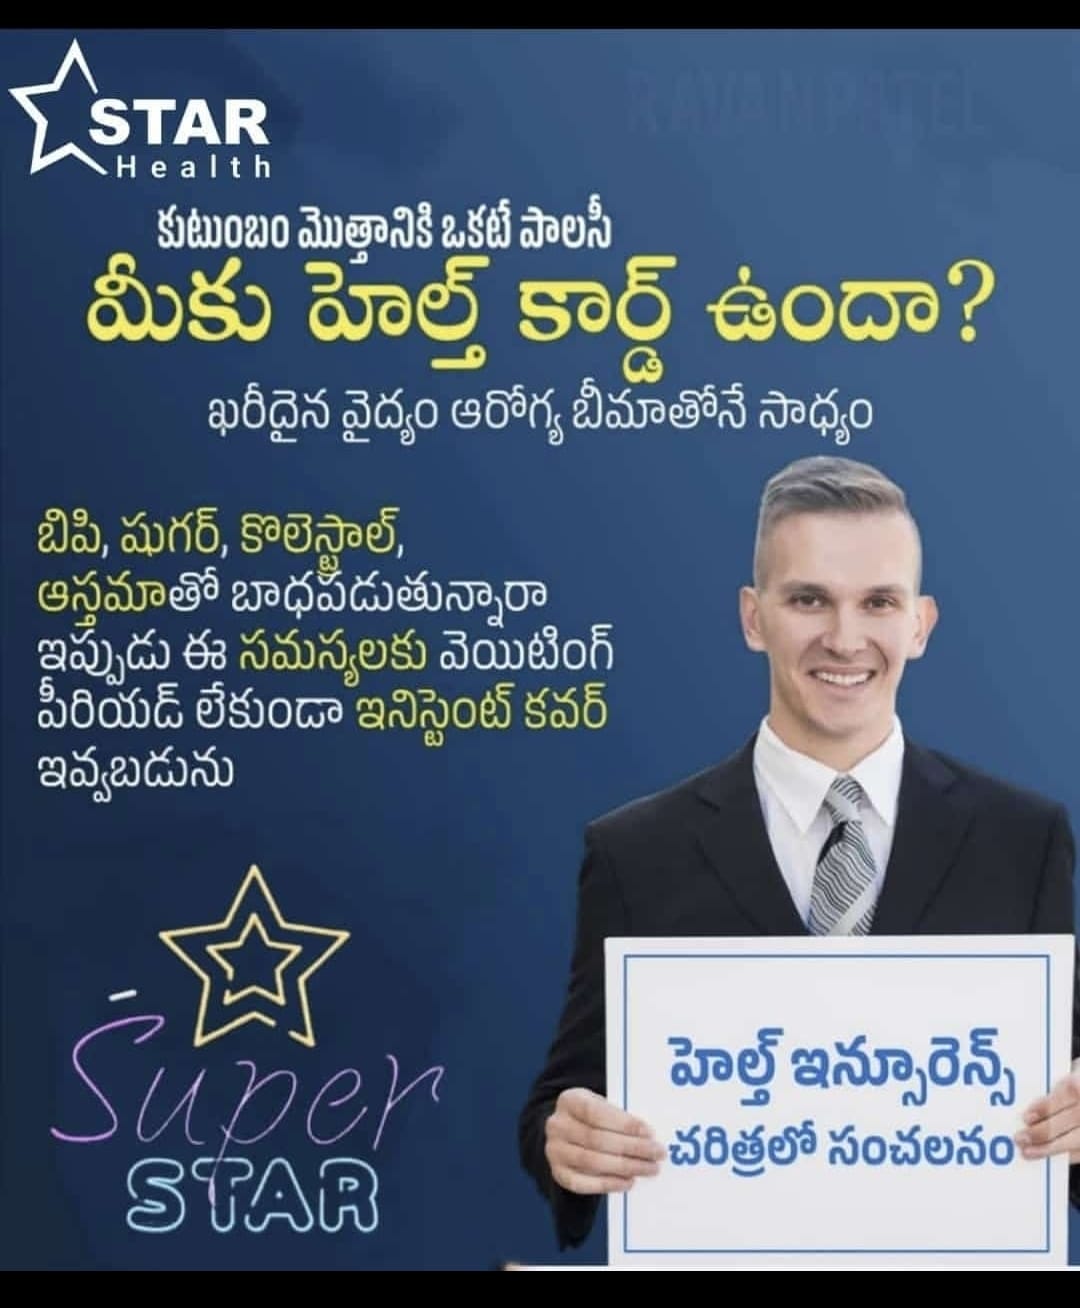 STAR
Health
RAVANPATEL
కుటుంబం మొత్తానికి ఒకటే పాలసీ
మీకు హెల్త్ కార్డ్ ఉందా?
ఖరీదైన వైద్యం ఆరోగ్య బీమాతోనే సాధ్యం
బిపి, షుగర్, కొలెస్ట్రాల్,
ఆస్తమాతో బాధపడుతున్నారా
ఇప్పుడు ఈ సమస్యలకు వెయిటింగ్
పీరియడ్ లేకుండా ఇనిస్టెంట్ కవర్
ఇవ్వబడును
Super
STAR
హెల్త్ ఇన్సూరెన్స్
చరిత్రలో సంచలనం